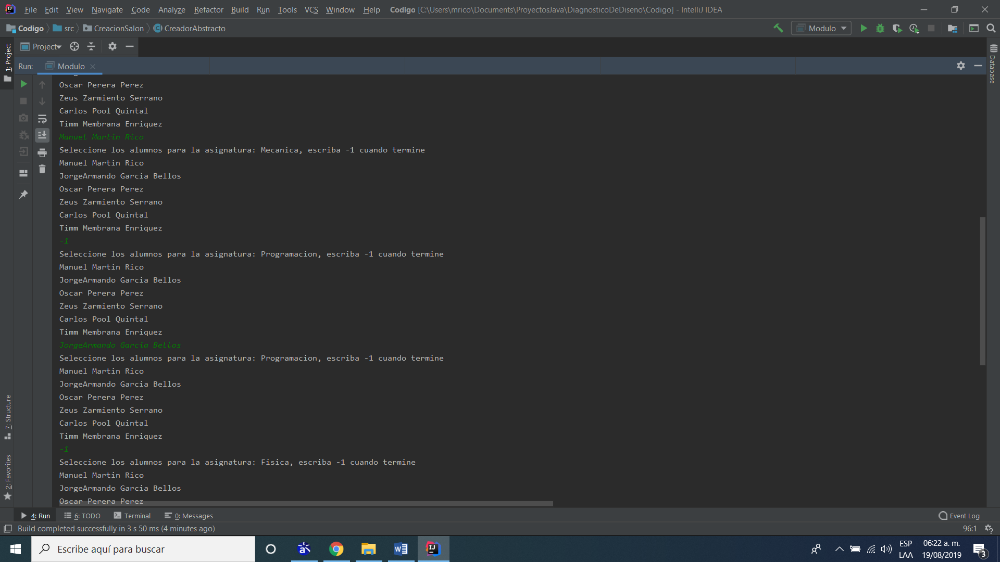 File Edit View Navigate Code Analyze Refactor Build Run Tools VCS Window Help Codigo [C:\Users\mrico\Documents\ProyectosJava\DiagnosticoDeDiseno\Codigo] - IntelliJ IDEA
Codigo src CreacionSalon CreadorAbstracto Modulo
1: Project
Project
Database
Run: Modulo
Oscar Perera Perez
Zeus Zarmiento Serrano
Carlos Pool Quintal
Timm Membrana Enriquez
Manuel Martin Rico
Seleccione los alumnos para la asignatura: Mecanica, escriba -1 cuando termine
Manuel Martin Rico
JorgeArmando Garcia Bellos
Oscar Perera Perez
Zeus Zarmiento Serrano
Carlos Pool Quintal
Timm Membrana Enriquez
-1
Seleccione los alumnos para la asignatura: Programacion, escriba -1 cuando termine
Manuel Martin Rico
JorgeArmando Garcia Bellos
Oscar Perera Perez
Zeus Zarmiento Serrano
Carlos Pool Quintal
Timm Membrana Enriquez
JorgeArmando Garcia Bellos
Seleccione los alumnos para la asignatura: Programacion, escriba -1 cuando termine
Manuel Martin Rico
JorgeArmando Garcia Bellos
Oscar Perera Perez
Zeus Zarmiento Serrano
Carlos Pool Quintal
Timm Membrana Enriquez
-1
Seleccione los alumnos para la asignatura: Fisica, escriba -1 cuando termine
Manuel Martin Rico
JorgeArmando Garcia Bellos
Oscar Perera Perez
7: Structure
2: Favorites
4: Run 6: TODO Terminal 0: Messages Event Log
Build completed successfully in 3 s 50 ms (4 minutes ago) 96:1
Escribe aquí para buscar
ESP
LAA
06:22 a. m.
19/08/2019
3